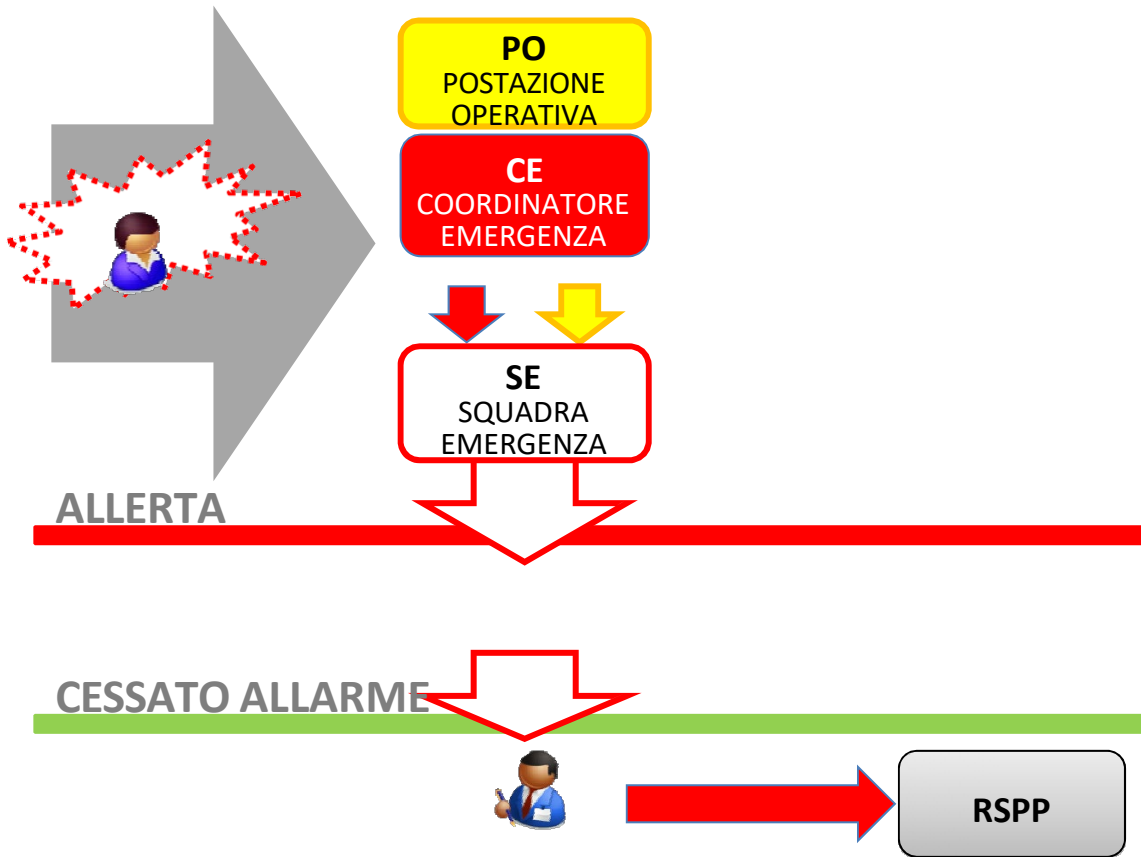 PO
POSTAZIONE
OPERATIVA
CE
COORDINATORE
EMERGENZA
SE
SQUADRA
EMERGENZA
ALLERTA
CESSATO ALLARME
RSPP